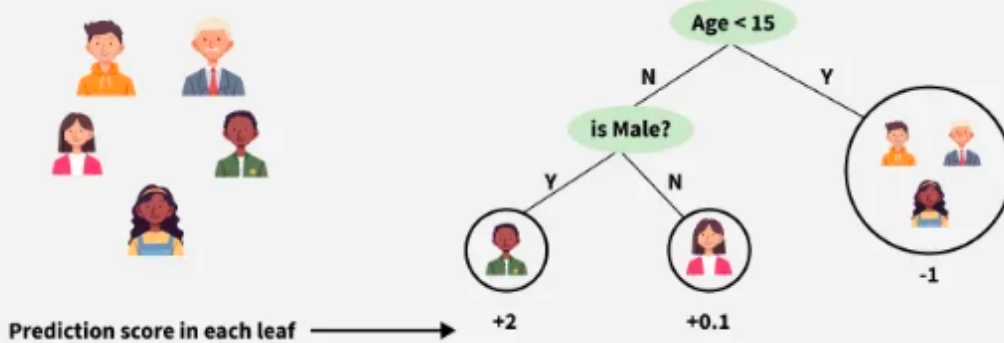 Age < 15
N
Y
is Male?
Y
N
-1
+2
+0.1
Prediction score in each leaf